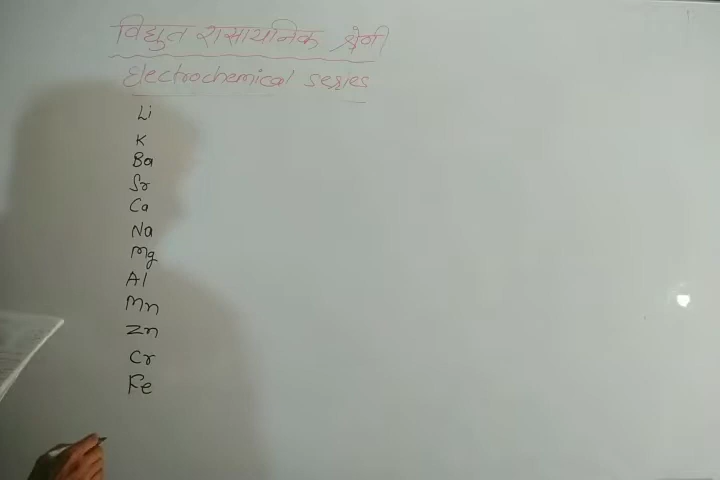 विद्युत रासायनिक श्रेणी
Electrochemical series
Li
K
Ba
Sr
Ca
Na
Mg
Al
Mn
Zn
Cr
Fe